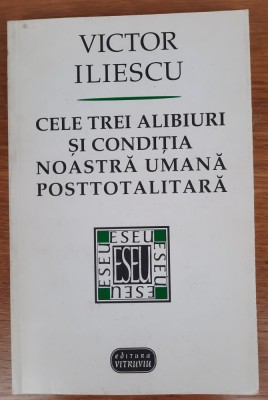 VICTOR
ILIESCU
CELE TREI ALIBIURI
ȘI CONDIȚIA
NOASTRĂ UMANĂ
POSTTOTALITARĂ
ESEU
ESEU
ESEU
ESEU
ESEU
editura
VITRUVIU